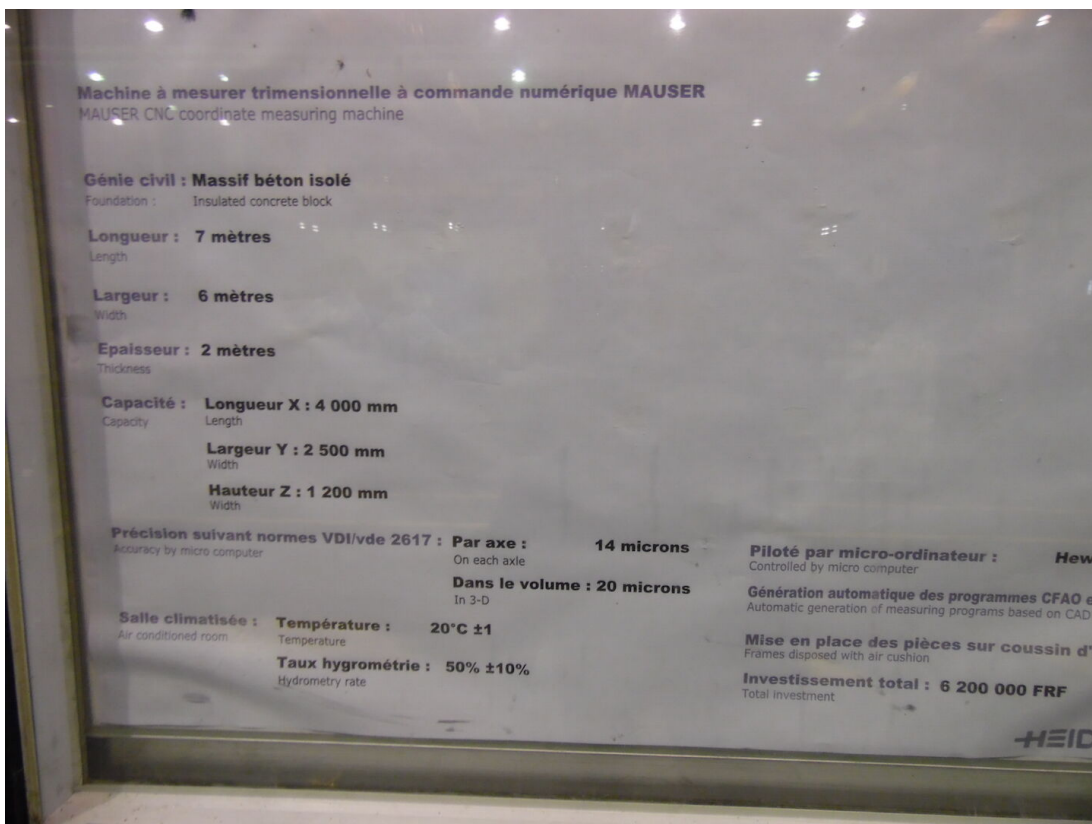 Machine à mesurer trimensionnelle à commande numérique MAUSER
MAUSER CNC coordinate measuring machine
Génie civil : Massif béton isolé
Foundation : Insulated concrete block
Longueur : 7 mètres
Length
Largeur : 6 mètres
Width
Epaisseur : 2 mètres
Thickness
Capacité : Longueur X : 4 000 mm
Capacity Length
Largeur Y : 2 500 mm
Width
Hauteur Z : 1 200 mm
Width
Précision suivant normes VDI/vde 2617 : Par axe : 14 microns
Accuracy by micro computer On each axle
Dans le volume : 20 microns
In 3-D
Salle climatisée : Température : 20°C ±1
Air conditioned room Temperature
Taux hygrométrie : 50% ±10%
Hydrometry rate
Piloté par micro-ordinateur : Hew
Controlled by micro computer
Génération automatique des programmes CFAO e
Automatic generation of measuring programs based on CAD
Mise en place des pièces sur coussin d'
Frames disposed with air cushion
Investissement total : 6 200 000 FRF
Total investment
HEID